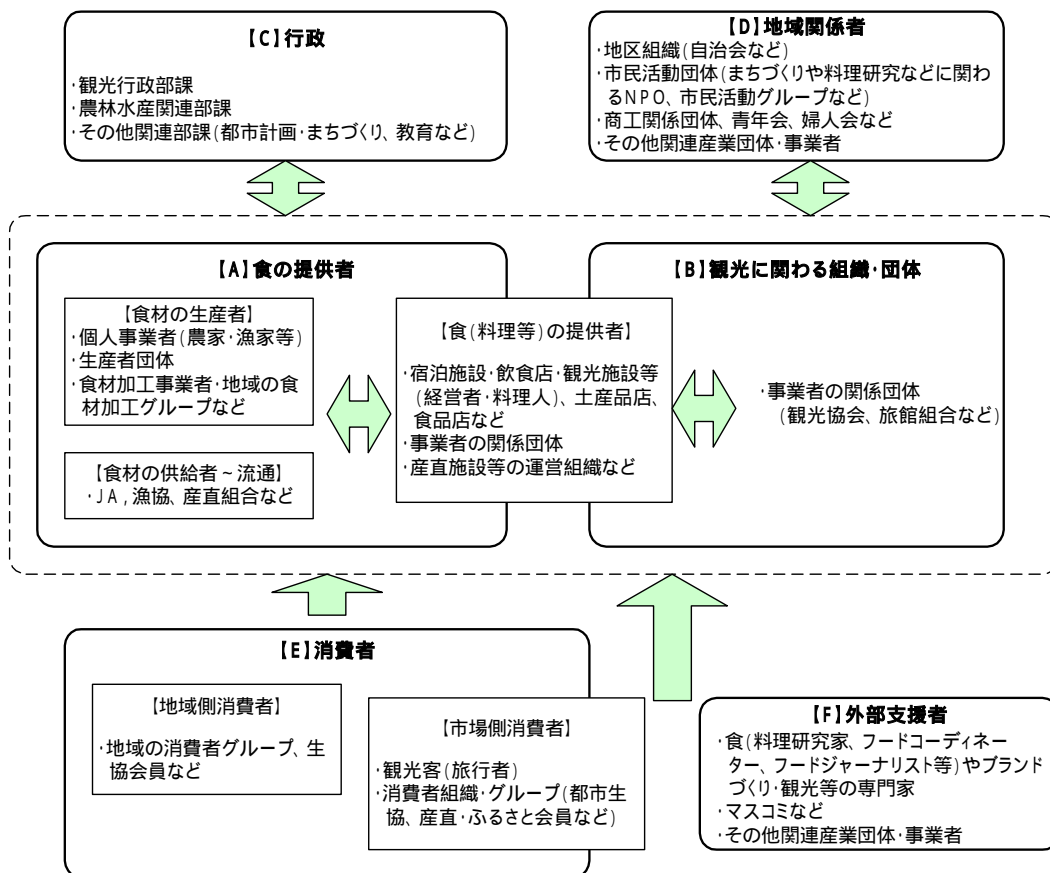 【C】行政
･観光行政部課
･農林水産関連部課
･その他関連部課(都市計画･まちづくり、教育など)
【D】地域関係者
･地区組織(自治会など)
･市民活動団体(まちづくりや料理研究などに関わ
るNPO、市民活動グループなど)
･商工関係団体、青年会、婦人会など
･その他関連産業団体･事業者
【A】食の提供者
【食材の生産者】
･個人事業者(農家･漁家等)
･生産者団体
･食材加工事業者･地域の食
材加工グループなど
【食材の供給者~流通】
･JA,漁協、産直組合など
【食(料理等)の提供者】
･宿泊施設･飲食店･観光施設等
(経営者･料理人)、土産品店、
食品店など
･事業者の関係団体
･産直施設等の運営組織など
【B】観光に関わる組織･団体
･事業者の関係団体
(観光協会、旅館組合など)
【E】消費者
【地域側消費者】
･地域の消費者グループ、生
協会員など
【市場側消費者】
･観光客(旅行者)
･消費者組織･グループ(都市生
協、産直･ふるさと会員など)
【F】外部支援者
･食(料理研究家、フードコーディネー
ター、フードジャーナリスト等)やブランド
づくり･観光等の専門家
･マスコミなど
･その他関連産業団体･事業者